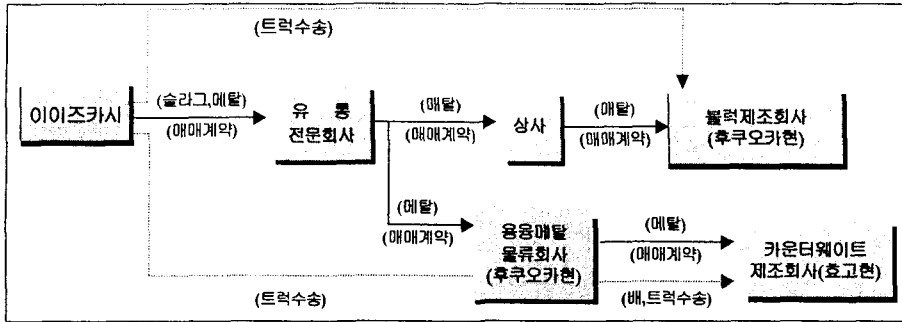 (트럭수송)
이이즈카시
(슬라그,메탈)
(매매계약)
유 통
전문회사
(매탈)
(매매계약)
상사
(매탈)
(매매계약)
블럭제조회사
(후쿠오카현)
(메탈)
(매매계약)
용융메탈
물류회사
(후쿠오카현)
(메탈)
(매매계약)
카운터웨이트
제조회사(효고현)
(트럭수송)
(배,트럭수송)